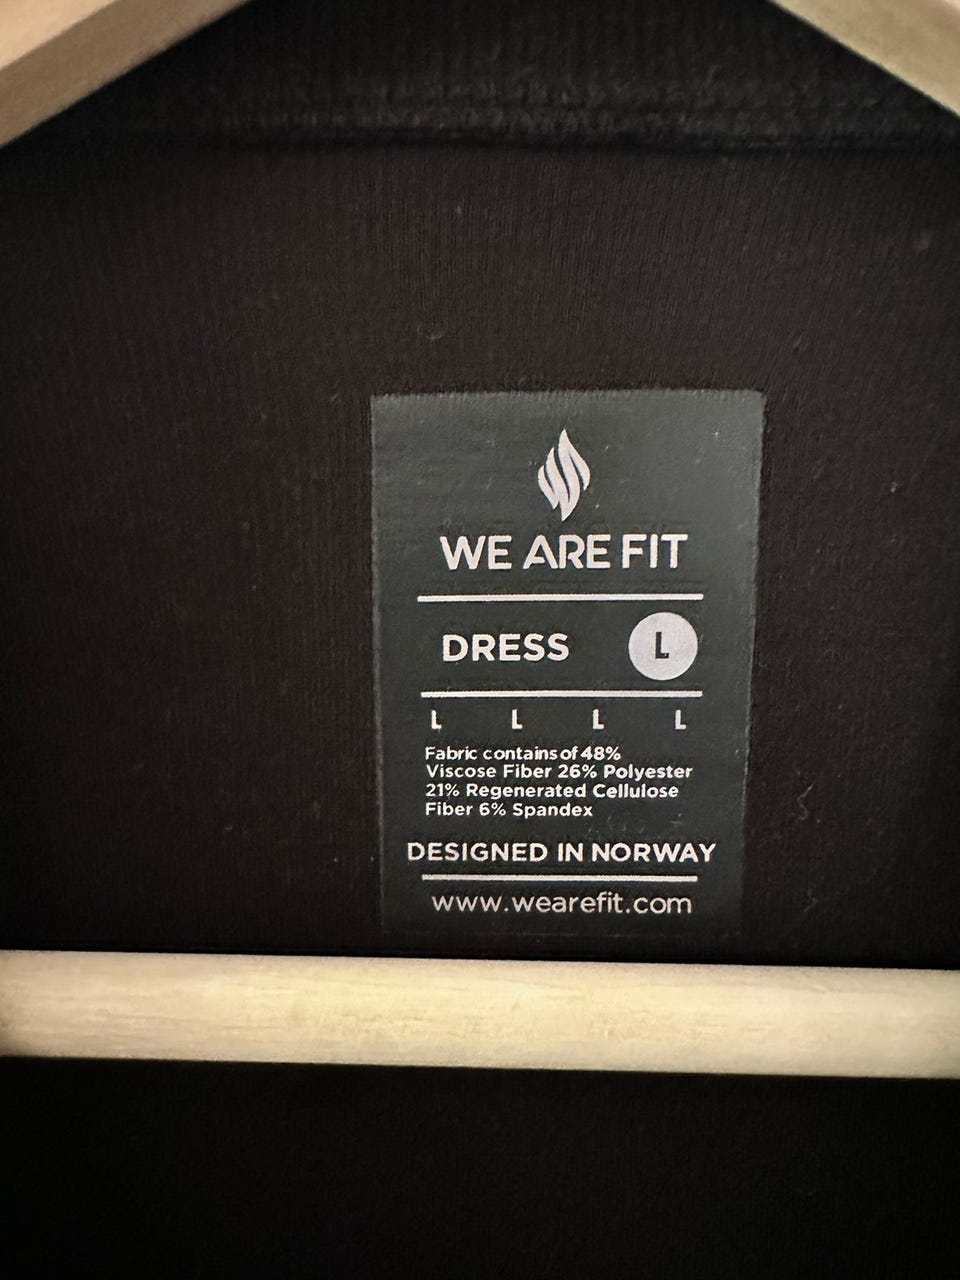 WE ARE FIT
DRESS L
L L L L
Fabric contains of 48%
Viscose Fiber 26% Polyester
21% Regenerated Cellulose
Fiber 6% Spandex
DESIGNED IN NORWAY
www.wearefit.com